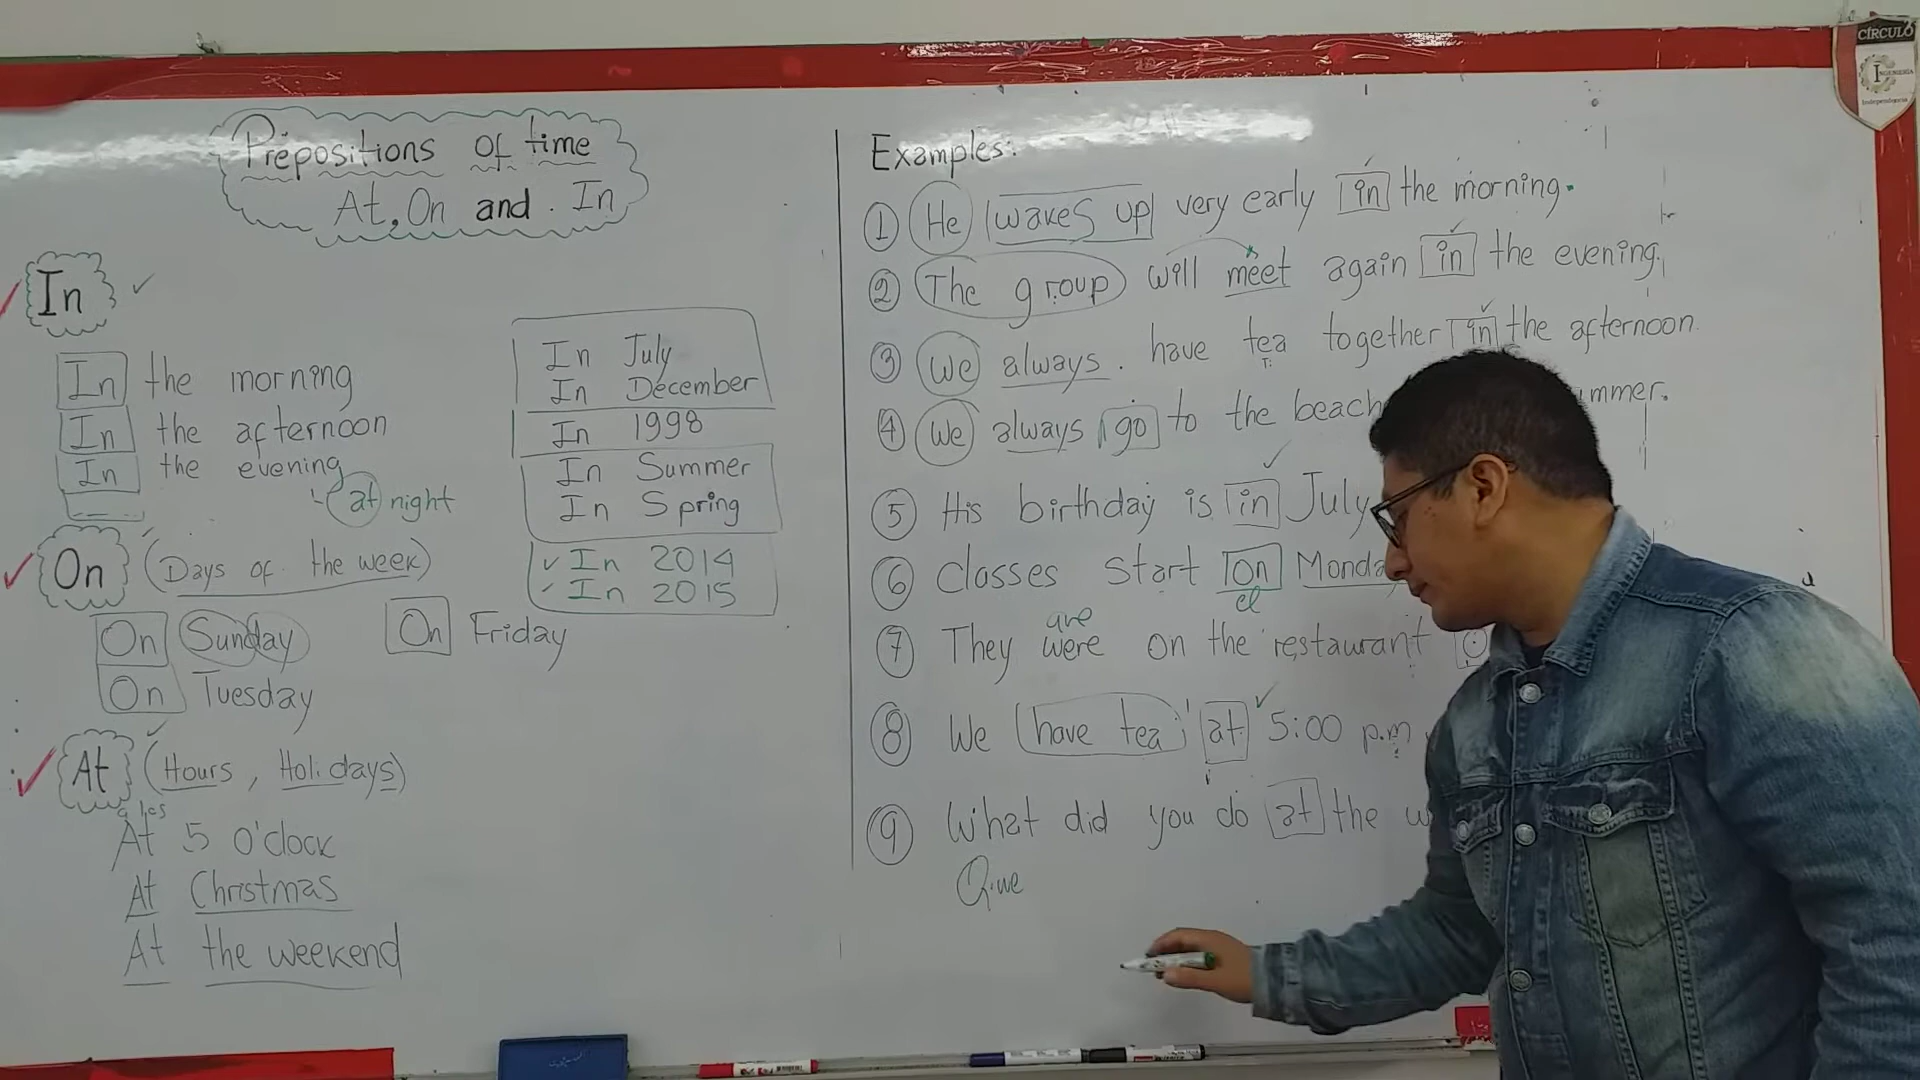 CÍRCULO
INGENIERÍA
Independencia
Prepositions of time
At, On and In
In
In the morning
In the afternoon
In the evening
at night
In July
In December
In 1998
In Summer
In Spring
In 2014
In 2015
On (Days of the week)
On Sunday
On Friday
On Tuesday
At (Hours, Holidays)
a las
At 5 o'clock
At Christmas
At the weekend
Examples:
1 He wakes up very early in the morning.
2 The group will meet again in the evening.
3 We always have tea together in the afternoon
4 We always go to the beach mmer.
5 His birthday is in July
6 Classes start on Monda
el
are
7 They were on the restaurant
8 We have tea at 5:00 p.m
9 What did you do at the w